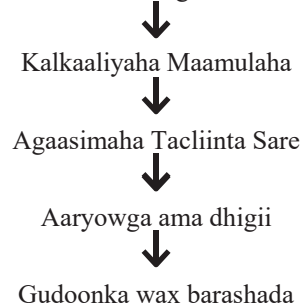 Kalkaaliyaha Maamulaha
Agaasimaha Tacliinta Sare
Aaryowga ama dhigii
Gudoonka wax barashada